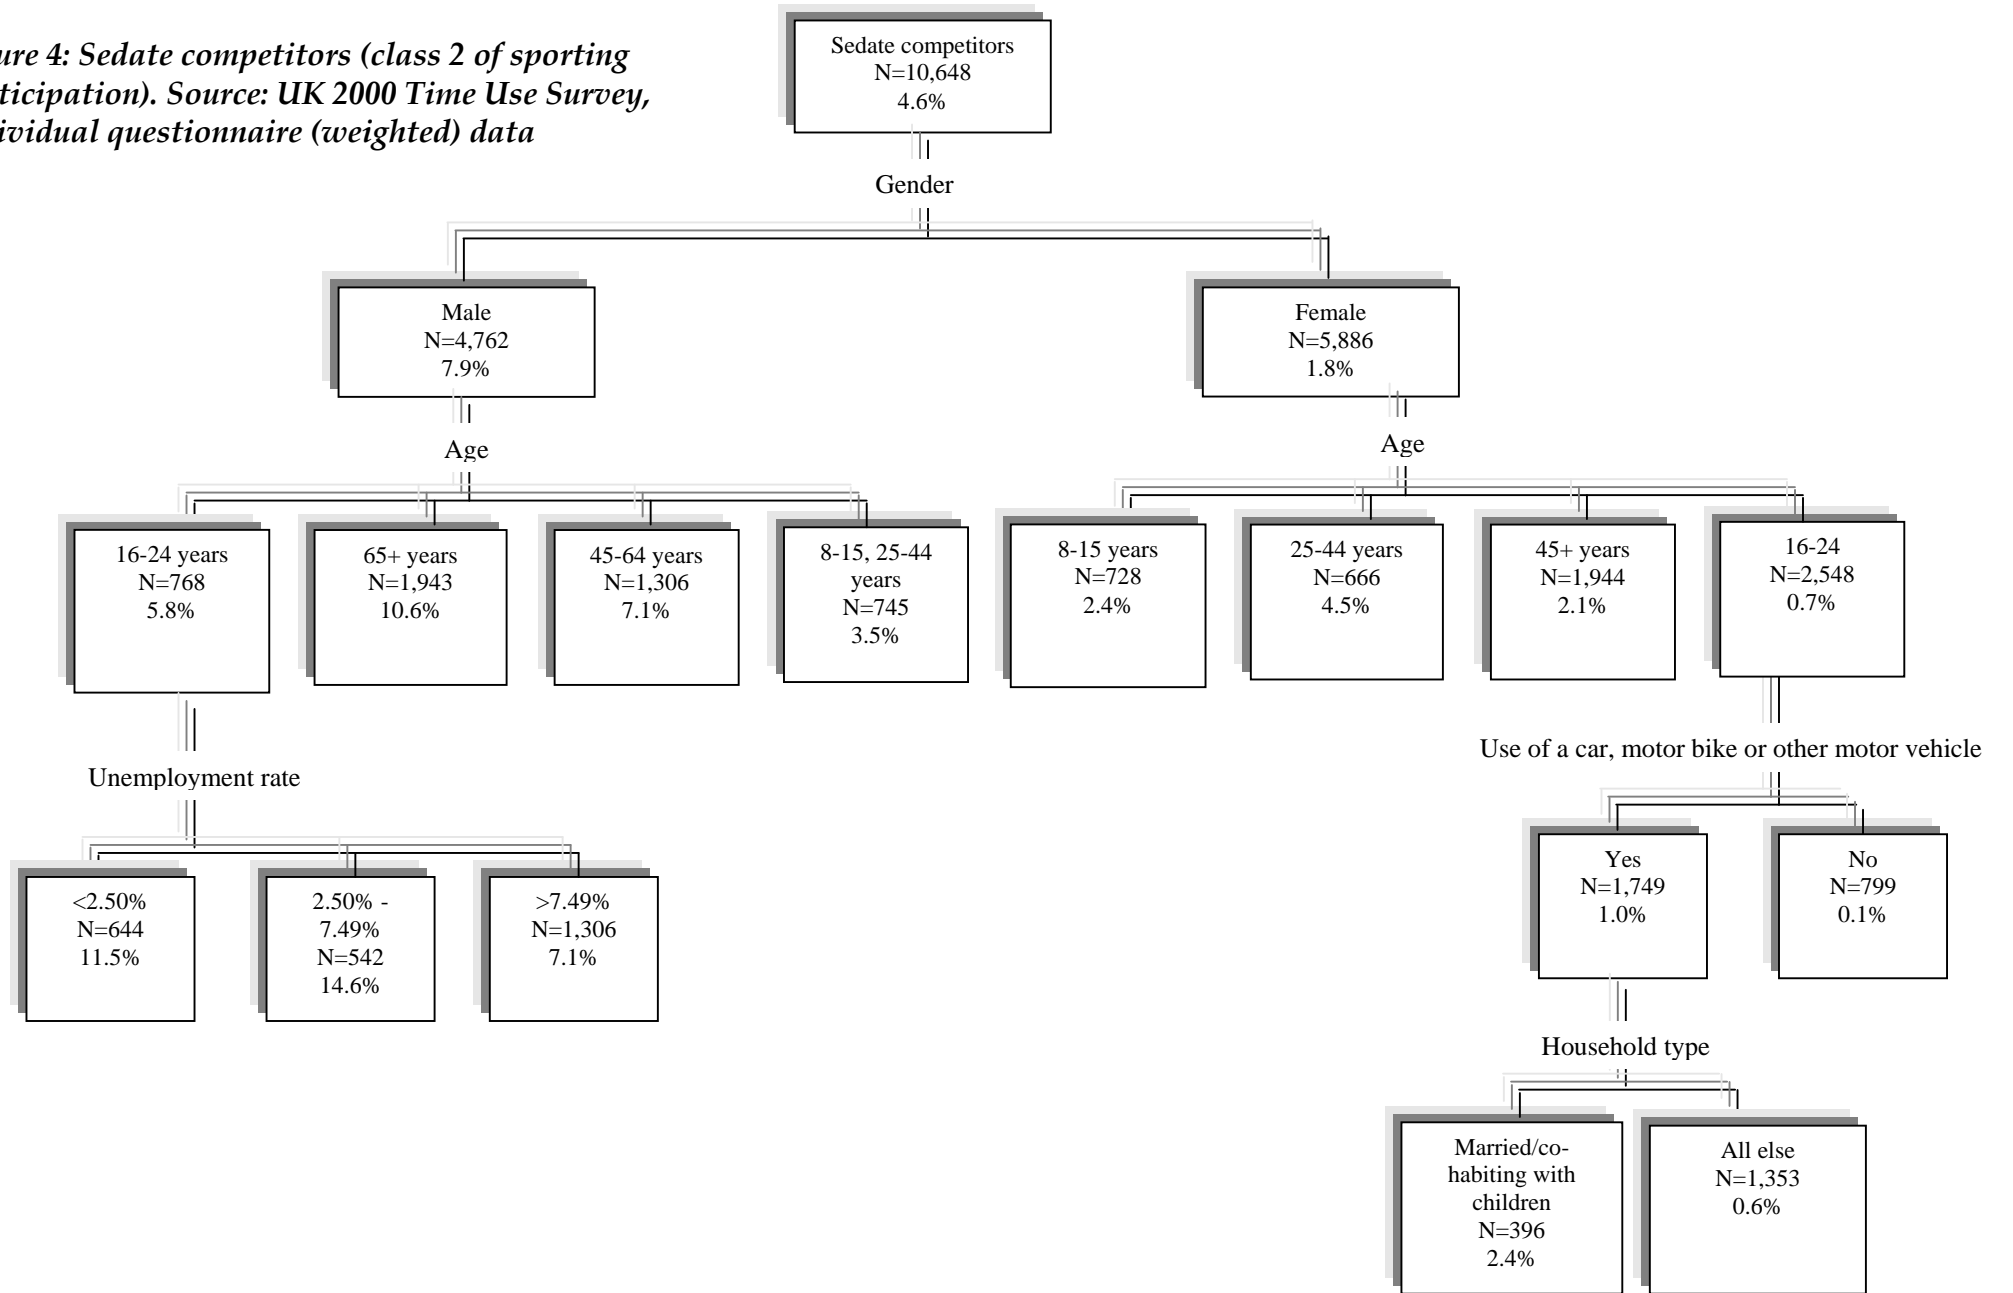 ure 4: Sedate competitors (class 2 of sporting
ticipation). Source: UK 2000 Time Use Survey,
ividual questionnaire (weighted) data
Sedate competitors
N=10,648
4.6%
Gender
Male
N=4,762
7.9%
Female
N=5,886
1.8%
Age
Age
16-24 years
N=768
5.8%
65+ years
N=1,943
10.6%
45-64 years
N=1,306
7.1%
8-15, 25-44
years
N=745
3.5%
8-15 years
N=728
2.4%
25-44 years
N=666
4.5%
45+ years
N=1,944
2.1%
16-24
N=2,548
0.7%
Unemployment rate
Use of a car, motor bike or other motor vehicle
<2.50%
N=644
11.5%
2.50% -
7.49%
N=542
14.6%
>7.49%
N=1,306
7.1%
Yes
N=1,749
1.0%
No
N=799
0.1%
Household type
Married/co-
habiting with
children
N=396
2.4%
All else
N=1,353
0.6%